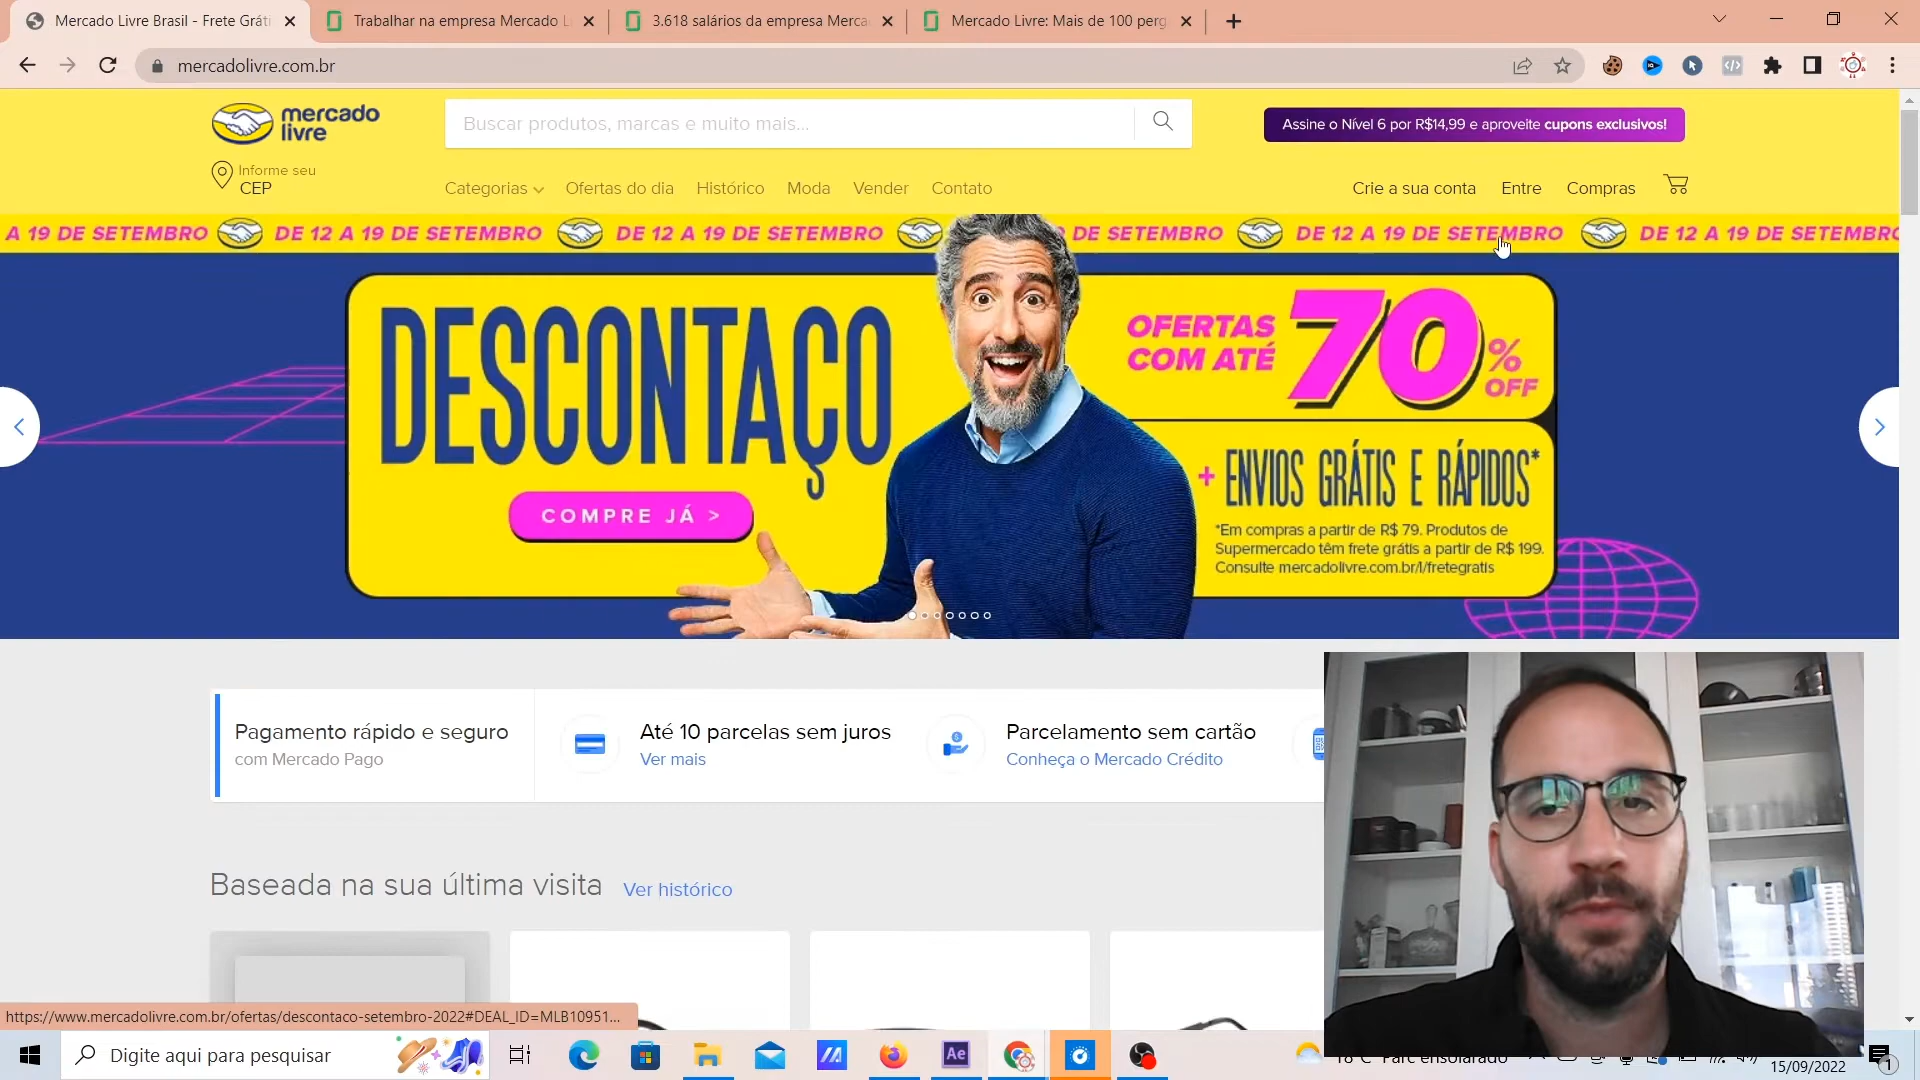 Mercado Livre Brasil - Frete Gráti
Trabalhar na empresa Mercado L
3.618 salários da empresa Merca
Mercado Livre: Mais de 100 perg
mercadolivre.com.br
mercado
livre
Buscar produtos, marcas e muito mais...
Assine o Nível 6 por R$14,99 e aproveite cupons exclusivos!
Informe seu
CEP
Categorias
Ofertas do dia
Histórico
Moda
Vender
Contato
Crie a sua conta
Entre
Compras
A 19 DE SETEMBRO
DE 12 A 19 DE SETEMBRO
DE 12 A 19 DE SETEMBRO
DE SETEMBRO
DE 12 A 19 DE SETEMBRO
DE 12 A 19 DE SETEMBRO
DESCONTAÇO
COMPRE JÁ >
OFERTAS
COM ATÉ
70%
OFF
+ ENVIOS GRÁTIS E RÁPIDOS*
*Em compras a partir de R$ 79. Produtos de
Supermercado têm frete grátis a partir de R$ 199.
Consulte mercadolivre.com.br/l/fretegratis
Pagamento rápido e seguro
com Mercado Pago
Até 10 parcelas sem juros
Ver mais
Parcelamento sem cartão
Conheça o Mercado Crédito
Baseada na sua última visita
Ver histórico
https://www.mercadolivre.com.br/ofertas/descontaco-setembro-2022#DEAL_ID=MLB10951...
Digite aqui para pesquisar
Ae
18°C Parc ensolarado
15/09/2022
1